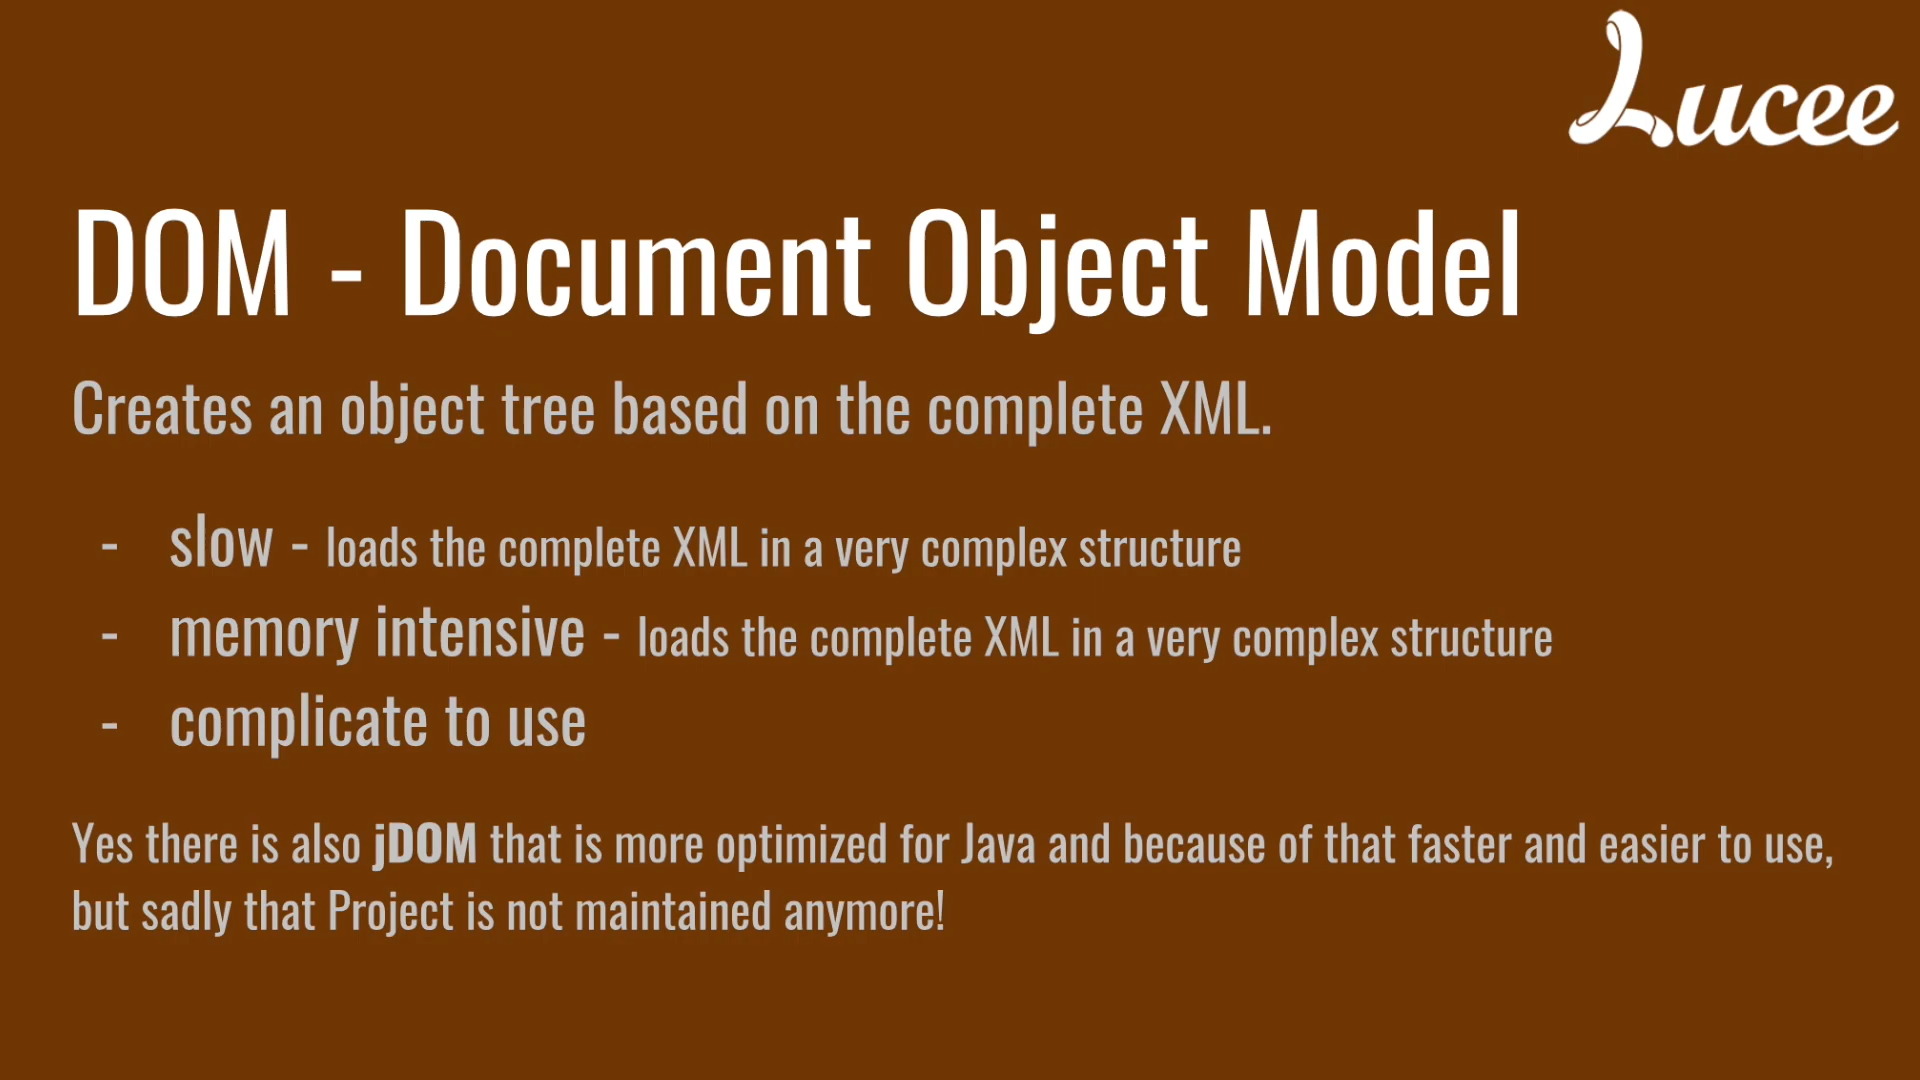 Lucee
DOM - Document Object Model
Creates an object tree based on the complete XML.
- slow - loads the complete XML in a very complex structure
- memory intensive - loads the complete XML in a very complex structure
- complicate to use
Yes there is also jDOM that is more optimized for Java and because of that faster and easier to use,
but sadly that Project is not maintained anymore!